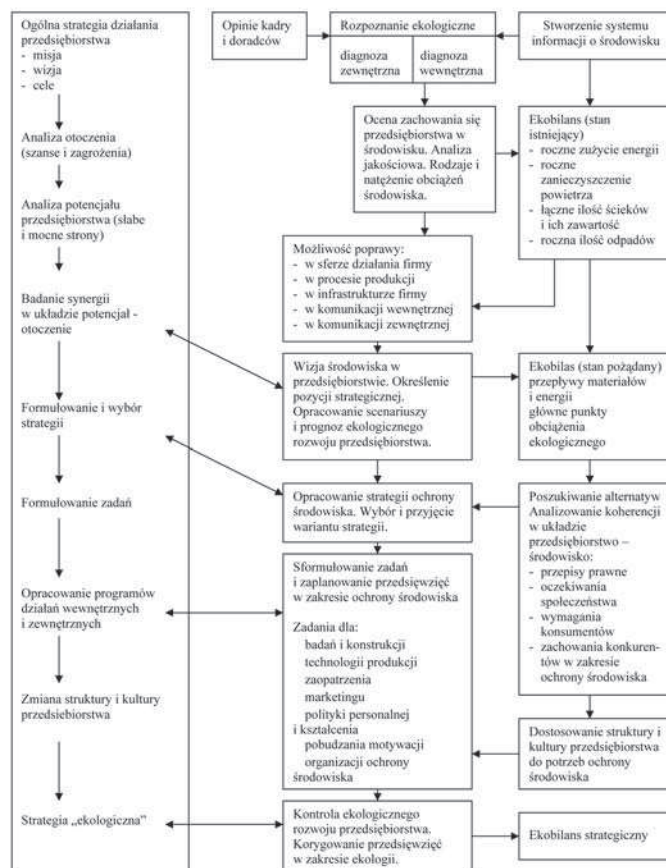 Ogólna strategia działania
przedsiębiorstwa
- misja
- wizja
- cele
Analiza otoczenia
(szanse i zagrożenia)
Analiza potencjału
przedsiębiorstwa (słabe
i mocne strony)
Badanie synergii
w układzie potencjał -
otoczenie
Formułowanie i wybór
strategii
Formułowanie zadań
Opracowanie programów
działań wewnętrznych
i zewnętrznych
Zmiana struktury i kultury
przedsiebiorstwa
Strategia „ekologiczna”
Opinie kadry
i doradców
Rozpoznanie ekologiczne
diagnoza
zewnętrzna
diagnoza
wewnętrzna
Stworzenie systemu
informacji o środowisku
Ocena zachowania się
przedsiębiorstwa w
środowisku. Analiza
jakościowa. Rodzaje i
natężenie obciążeń
środowiska.
Ekobilans (stan
istniejący)
- roczne zużycie energii
- roczne
zanieczyszczenie
powietrza
- łączne ilość ścieków
i ich zawartość
- roczna ilość odpadów
Możliwość poprawy:
- w sferze działania firmy
- w procesie produkcji
- w infrastrukturze firmy
- w komunikacji wewnętrznej
- w komunikacji zewnętrznej
Wizja środowiska w
przedsiębiorstwie. Określenie
pozycji strategicznej.
Opracowanie scenariuszy
i prognoz ekologicznego
rozwoju przedsiębiorstwa.
Ekobilas (stan pożądany)
przepływy materiałów
i energii
główne punkty
obciążenia
ekologicznego
Opracowanie strategii ochrony
środowiska. Wybór i przyjęcie
wariantu strategii.
Poszukiwanie alternatyw
Analizowanie koherencji
w układzie
przedsiębiorstwo –
środowisko:
- przepisy prawne
- oczekiwania
społeczeństwa
- wymagania
konsumentów
- zachowania konkuren-
tów w zakresie
ochrony środowiska
Sformułowanie zadań
i zaplanowanie przedsięwzięć
w zakresie ochrony środowiska
Zadania dla:
badań i konstrukcji
technologii produkcji
zaopatrzenia
marketingu
polityki personalnej
i kształcenia
pobudzania motywacji
organizacji ochrony
środowiska
Dostosowanie struktury i
kultury przedsiębiorstwa
do potrzeb ochrony
środowiska
Kontrola ekologicznego
rozwoju przedsiębiorstwa.
Korygowanie przedsięwzięć
w zakresie ekologii.
Ekobilans strategiczny